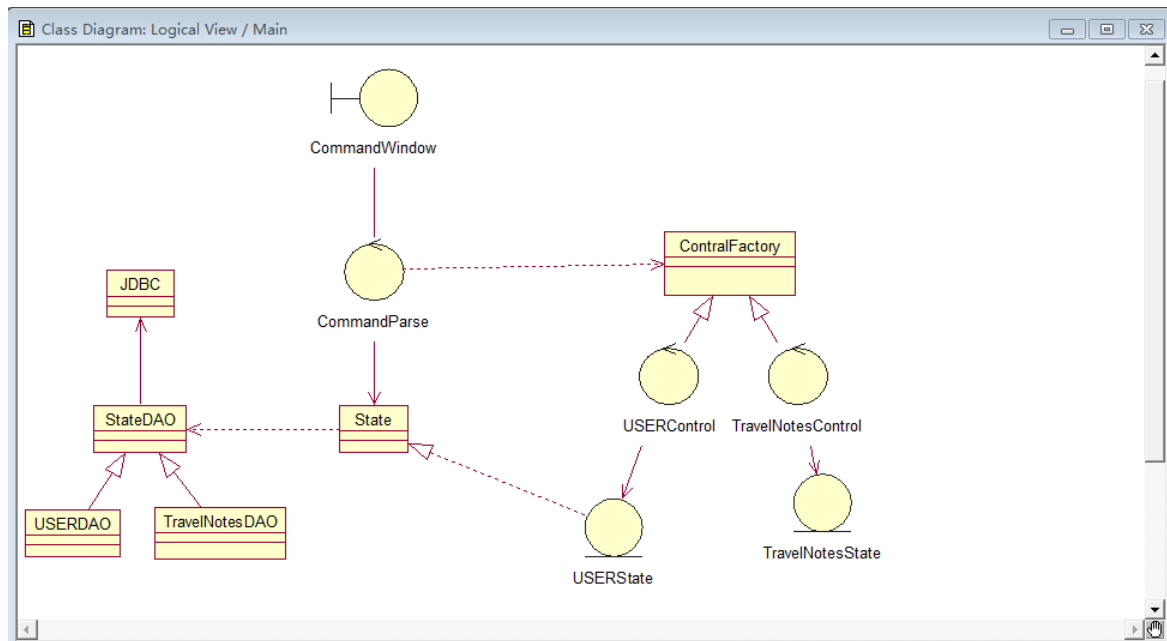 Class Diagram: Logical View / Main
CommandWindow
ContralFactory
JDBC
CommandParse
StateDAO
State
USERControl
TravelNotesControl
USERDAO
TravelNotesDAO
TravelNotesState
USERState